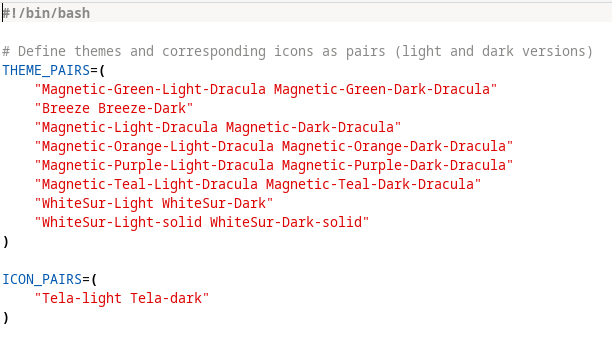 #!/bin/bash
# Define themes and corresponding icons as pairs (light and dark versions)
THEME_PAIRS=(
"Magnetic-Green-Light-Dracula Magnetic-Green-Dark-Dracula"
"Breeze Breeze-Dark"
"Magnetic-Light-Dracula Magnetic-Dark-Dracula"
"Magnetic-Orange-Light-Dracula Magnetic-Orange-Dark-Dracula"
"Magnetic-Purple-Light-Dracula Magnetic-Purple-Dark-Dracula"
"Magnetic-Teal-Light-Dracula Magnetic-Teal-Dark-Dracula"
"WhiteSur-Light WhiteSur-Dark"
"WhiteSur-Light-solid WhiteSur-Dark-solid"
)
ICON_PAIRS=(
"Tela-light Tela-dark"
)